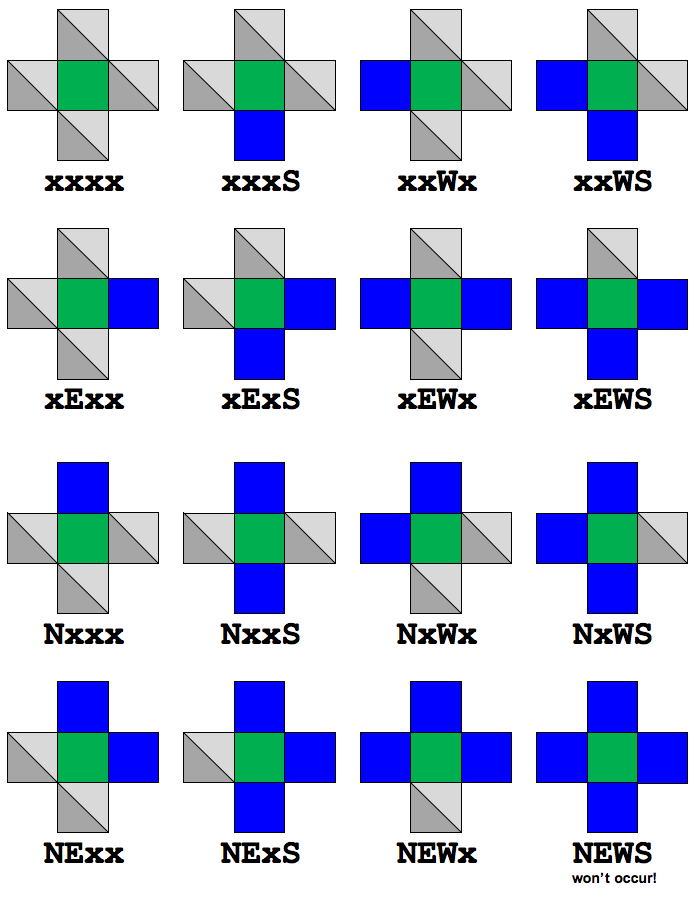 xxxx xxxS xxWx xxWS
xExx xExS xEWx xEWS
Nxxx NxxS NxWx NxWS
NExx NExS NEWx NEWS
won't occur!